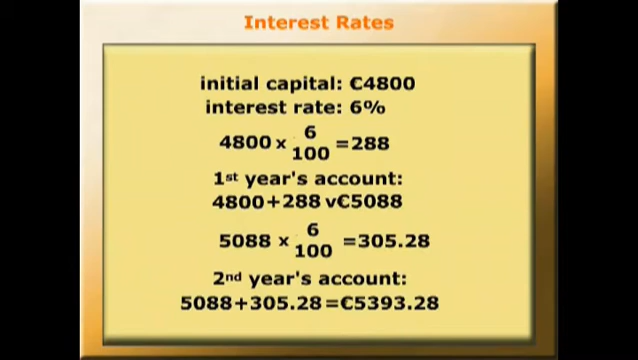 Interest Rates
initial capital: €4800
interest rate: 6%
4800 x 6/100 =288
1st year's account:
4800+288 v€5088
5088 x 6/100 =305.28
2nd year's account:
5088+305.28=€5393.28